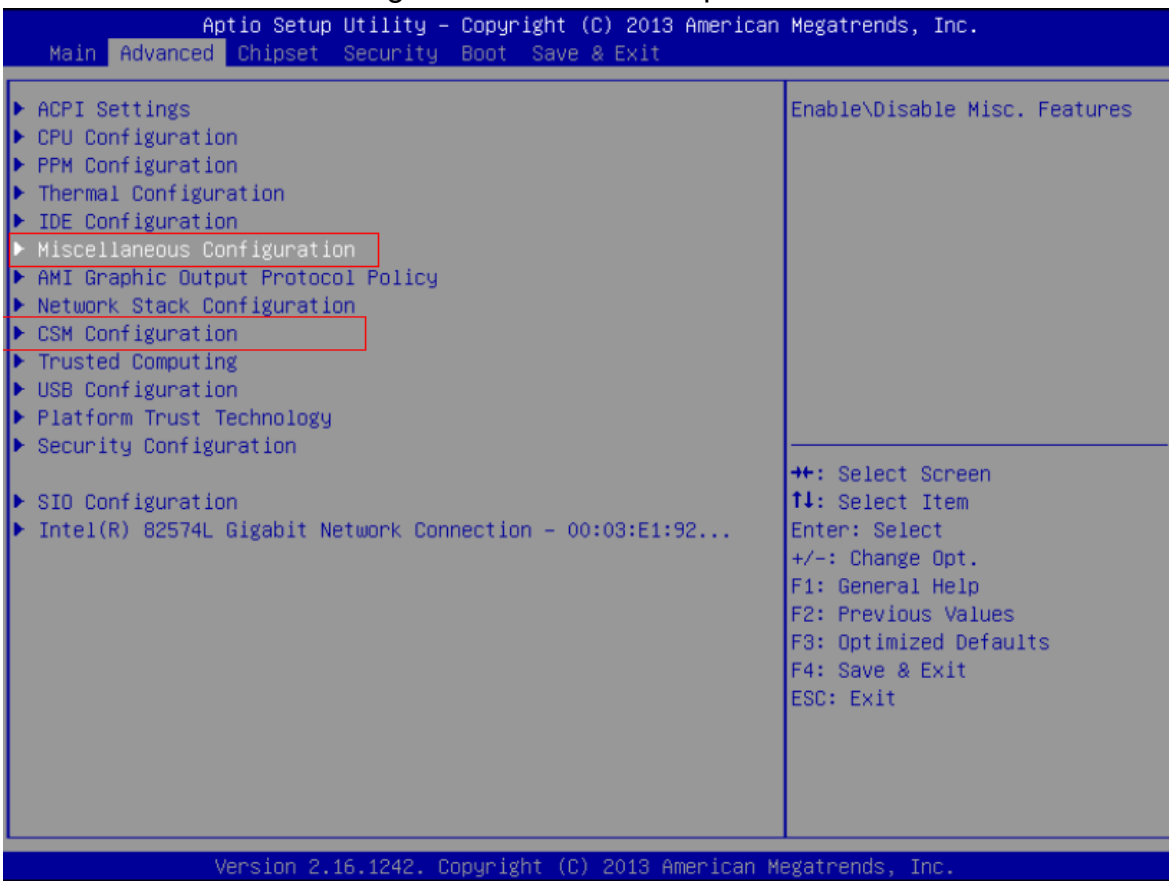 Aptio Setup Utility – Copyright (C) 2013 American Megatrends, Inc.
Main Advanced Chipset Security Boot Save & Exit
▶ ACPI Settings
▶ CPU Configuration
▶ PPM Configuration
▶ Thermal Configuration
▶ IDE Configuration
▶ Miscellaneous Configuration
▶ AMI Graphic Output Protocol Policy
▶ Network Stack Configuration
▶ CSM Configuration
▶ Trusted Computing
▶ USB Configuration
▶ Platform Trust Technology
▶ Security Configuration
▶ SIO Configuration
▶ Intel(R) 82574L Gigabit Network Connection – 00:03:E1:92...
Enable\Disable Misc. Features
→←: Select Screen
↑↓: Select Item
Enter: Select
+/-: Change Opt.
F1: General Help
F2: Previous Values
F3: Optimized Defaults
F4: Save & Exit
ESC: Exit
Version 2.16.1242. Copyright (C) 2013 American Megatrends, Inc.